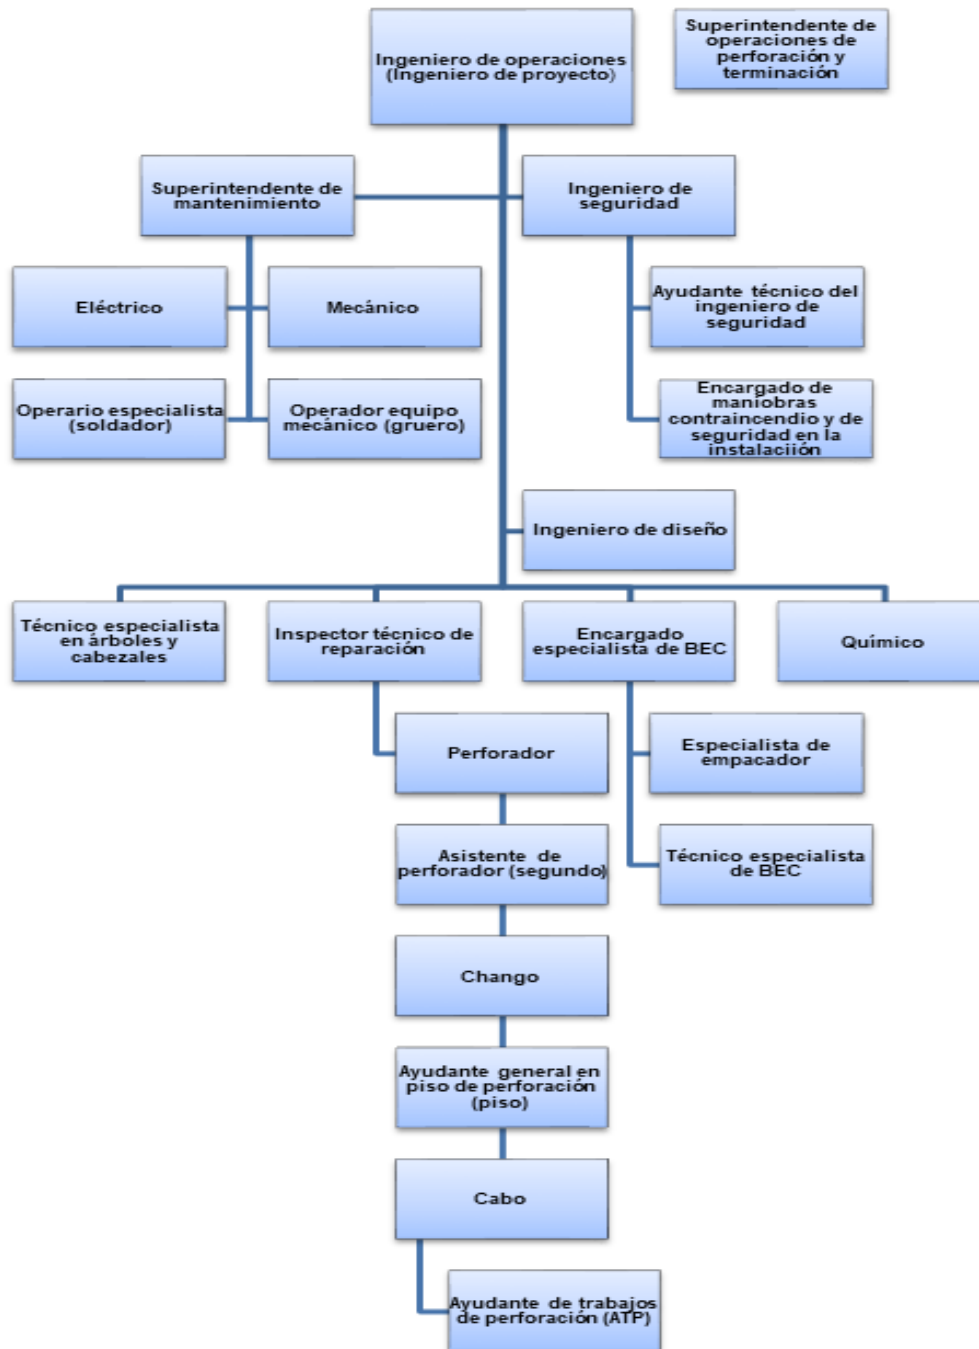 Ingeniero de operaciones
(Ingeniero de proyecto)
Superintendente de
operaciones de
perforación y
terminación
Superintendente de
mantenimiento
Ingeniero de
seguridad
Eléctrico
Mecánico
Ayudante técnico del
ingeniero de
seguridad
Operario especialista
(soldador)
Operador equipo
mecánico (gruero)
Encargado de
maniobras
contraincendio y de
seguridad en la
instalaciión
Ingeniero de diseño
Técnico especialista
en árboles y
cabezales
Inspector técnico de
reparación
Encargado
especialista de BEC
Químico
Perforador
Especialista de
empacador
Asistente de
perforador (segundo)
Técnico especialista
de BEC
Chango
Ayudante general en
piso de perforación
(piso)
Cabo
Ayudante de trabajos
de perforación (ATP)